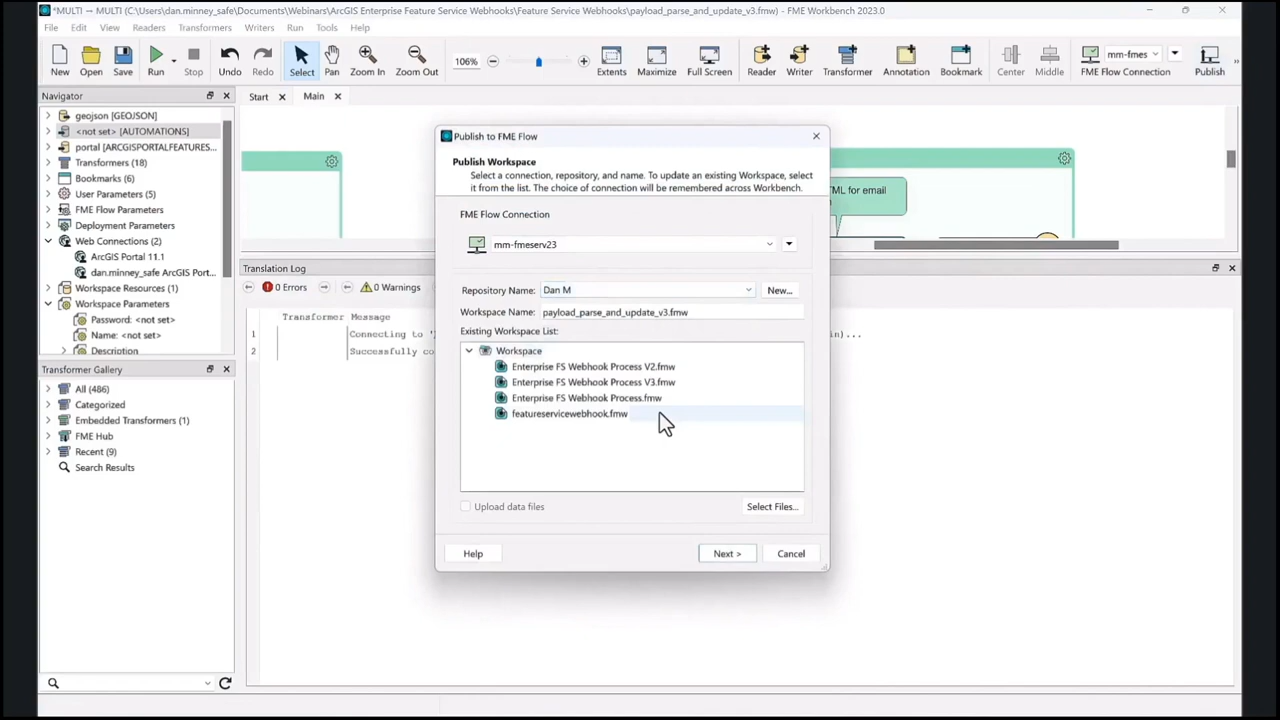 *MULTI → MULTI (C:\Users\dan.minney_safe\Documents\Webinars\ArcGIS Enterprise Feature Service Webhooks\Feature Service Webhooks\payload_parse_and_update_v3.fmw) - FME Workbench 2023.0
File Edit View Readers Transformers Writers Run Tools Help
106% mm-fmes
New Open Save Run Stop Undo Redo Select Pan Zoom In Zoom Out Extents Maximize Full Screen Reader Writer Transformer Annotation Bookmark Center Middle FME Flow Connection Publish
Navigator
Start Main
geojson [GEOJSON]
<not set> [AUTOMATIONS]
portal [ARCGISPORTALFEATURES...
Transformers (18)
Bookmarks (6)
User Parameters (5)
FME Flow Parameters
Deployment Parameters
Web Connections (2)
ArcGIS Portal 11.1
dan.minney_safe ArcGIS Port...
Workspace Resources (1)
Workspace Parameters
Password: <not set>
Name: <not set>
Description
Transformer Gallery
All (486)
Categorized
Embedded Transformers (1)
FME Hub
Recent (9)
Search Results
TML for email
Translation Log
0 Errors 0 Warnings
Transformer Message
1 Connecting to
in)...
2 Successfully co
Publish to FME Flow
Publish Workspace
Select a connection, repository, and name. To update an existing Workspace, select
it from the list. The choice of connection will be remembered across Workbench.
FME Flow Connection
mm-fmeserv23
Repository Name: Dan M New...
Workspace Name: payload_parse_and_update_v3.fmw
Existing Workspace List:
Workspace
Enterprise FS Webhook Process V2.fmw
Enterprise FS Webhook Process V3.fmw
Enterprise FS Webhook Process.fmw
featureservicewebhook.fmw
Upload data files Select Files...
Help Next > Cancel